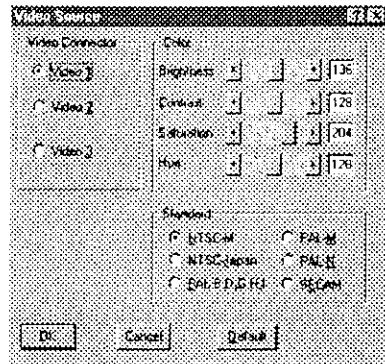 Video Source
Video Connector
Video 1
Video 2
Video 3
Color
Brightness 136
Contrast 128
Saturation 204
Hue 128
Standard
NTSC-M
PAL-M
NTSC-Japan
PAL-N
PAL-B,D,G,H,I
SECAM
OK
Cancel
Default